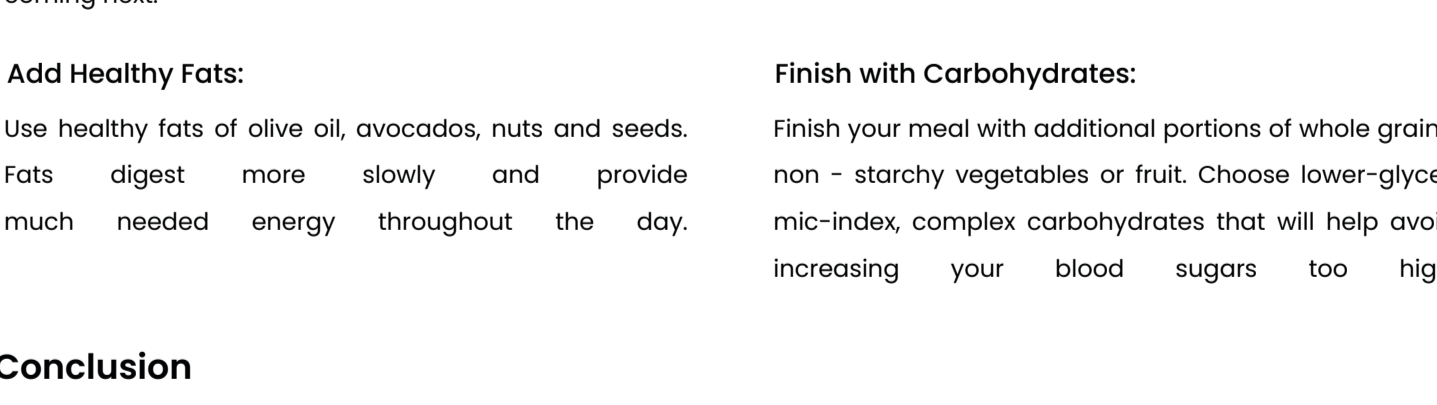 Add Healthy Fats:
Use healthy fats of olive oil, avocados, nuts and seeds.
Fats digest more slowly and provide
much needed energy throughout the day.
Finish with Carbohydrates:
Finish your meal with additional portions of whole grain
non - starchy vegetables or fruit. Choose lower-glyce
mic-index, complex carbohydrates that will help avoi
increasing your blood sugars too hig
Conclusion